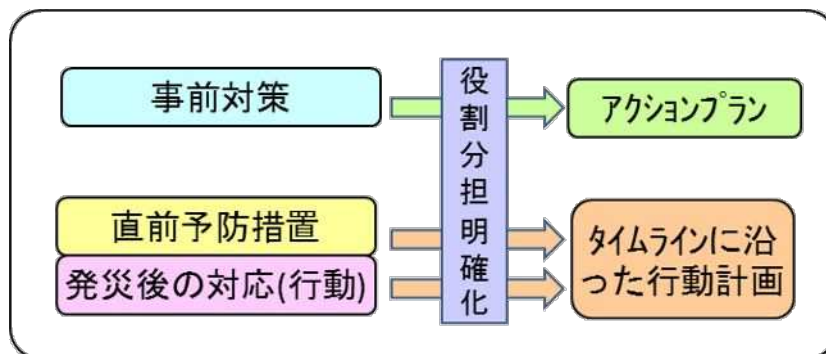 事前対策
役割分担明確化
アクションプラン
直前予防措置
発災後の対応(行動)
タイムラインに沿
った行動計画